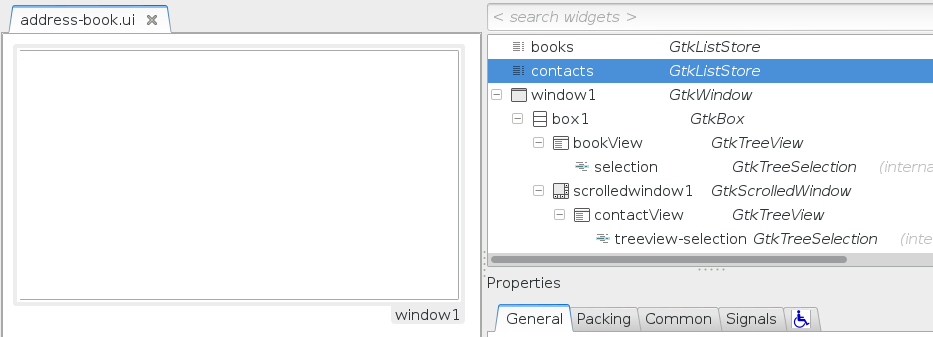 address-book.ui
window1
< search widgets >
books GtkListStore
contacts GtkListStore
window1 GtkWindow
box1 GtkBox
bookView GtkTreeView
selection GtkTreeSelection (interna
scrolledwindow1 GtkScrolledWindow
contactView GtkTreeView
treeview-selection GtkTreeSelection (inte
Properties
General Packing Common Signals